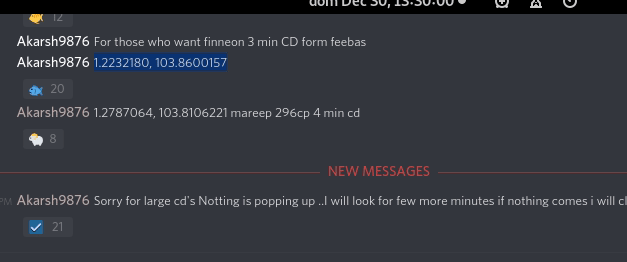 dom Dec 30, 13:30:00
12
Akarsh9876 For those who want finneon 3 min CD form feebas
Akarsh9876 1.2232180, 103.8600157
20
Akarsh9876 1.2787064, 103.8106221 mareep 296cp 4 min cd
8
NEW MESSAGES
PM Akarsh9876 Sorry for large cd's Notting is popping up ..I will look for few more minutes if nothing comes i will cl
21